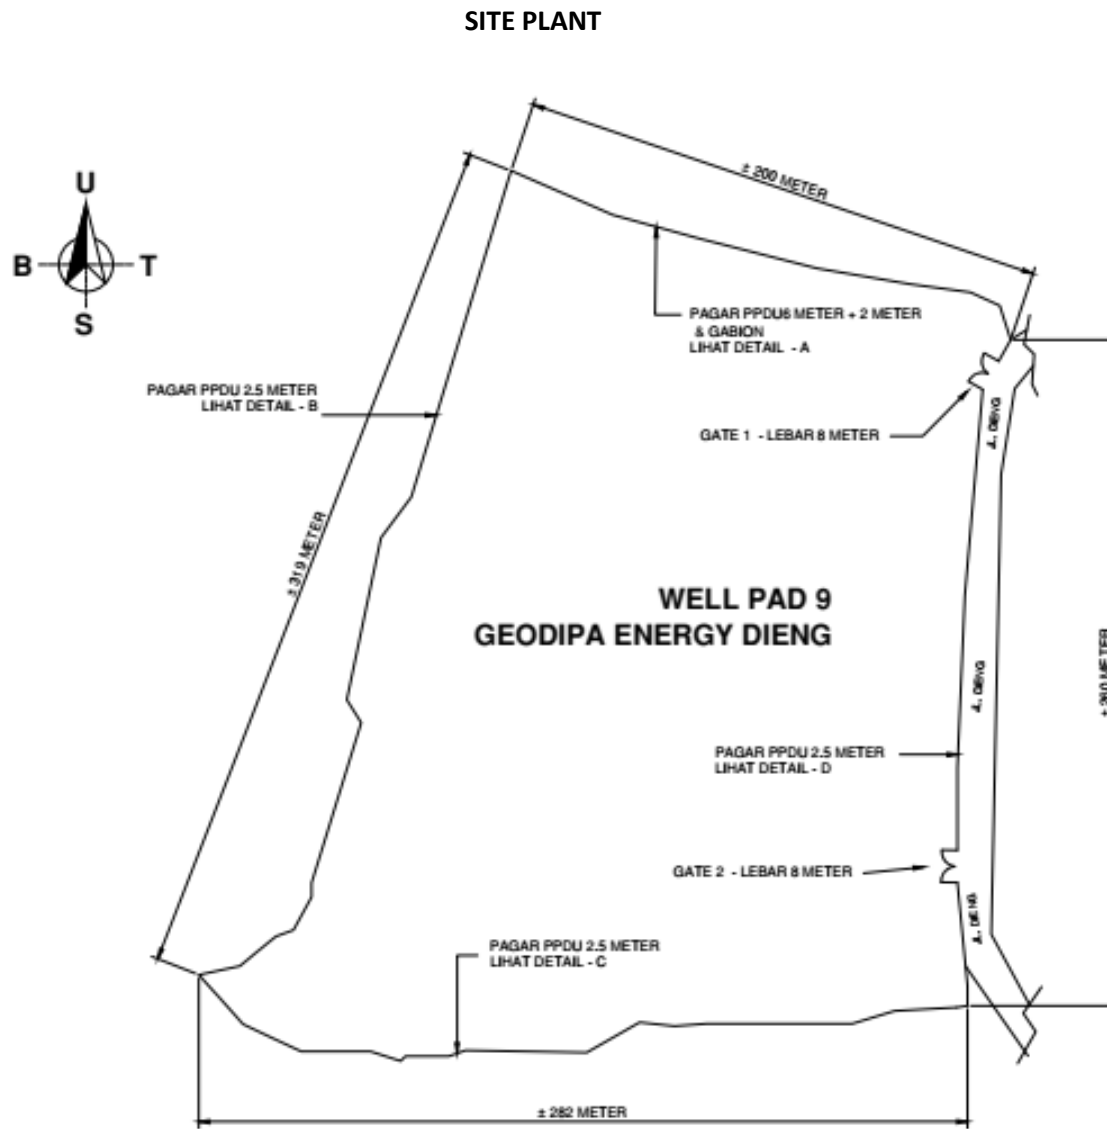 SITE PLANT
± 200 METER
U
B
T
S
PAGAR PPDU6 METER + 2 METER
& GABION
LIHAT DETAIL - A
PAGAR PPDU 2.5 METER
LIHAT DETAIL - B
GATE 1 - LEBAR 8 METER
JL. DIENG
± 319 METER
WELL PAD 9
GEODIPA ENERGY DIENG
JL. DIENG
METER
PAGAR PPDU 2.5 METER
LIHAT DETAIL - D
GATE 2 - LEBAR 8 METER
JL. DIENG
PAGAR PPDU 2.5 METER
LIHAT DETAIL - C
± 282 METER